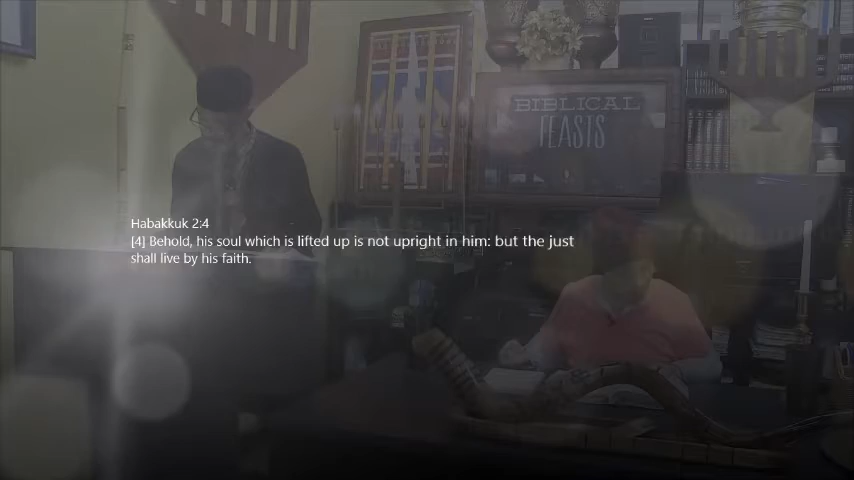 BIBLICAL
FEASTS
Habakkuk 2:4
[4] Behold, his soul which is lifted up is not upright in him: but the just
shall live by his faith.